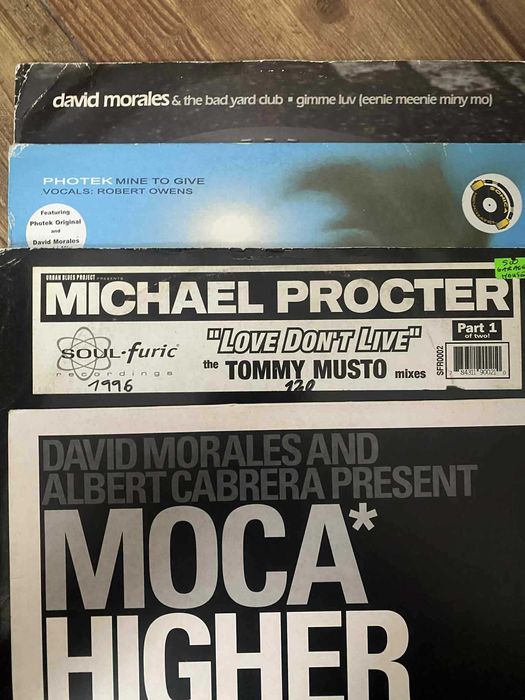 david morales & the bad yard club ▪ gimme luv (eenie meenie miny mo)
PHOTEK MINE TO GIVE
VOCALS: ROBERT OWENS
Featuring
Photek Original
and
David Morales
URBAN BLUES PROJECT PRESENTS
MICHAEL PROCTER
SOUL-furic
recordings
1996
"LOVE DON'T LIVE"
the TOMMY MUSTO mixes
120
Part 1
of two!
SFR0002
GARAGE
HOUSE
DAVID MORALES AND
ALBERT CABRERA PRESENT
MOCA*
HIGHER